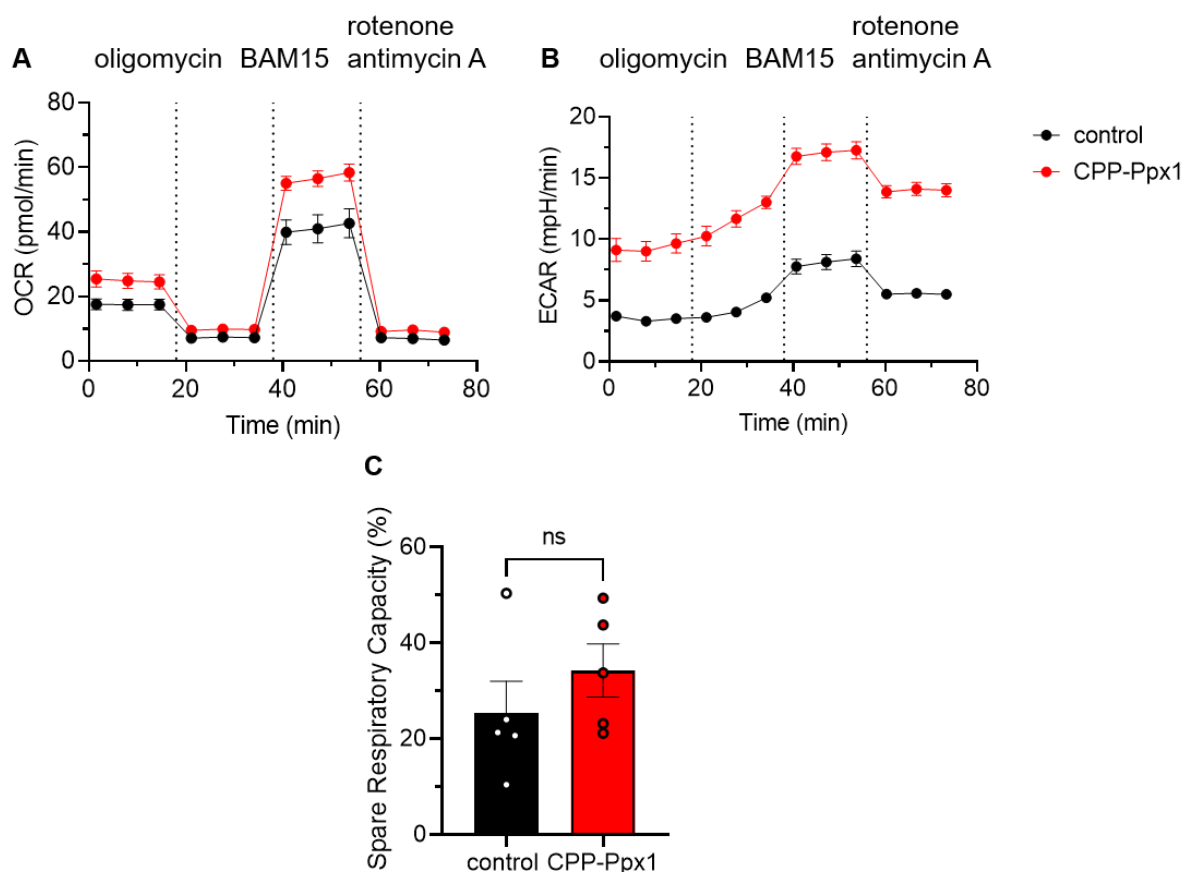 A
oligomycin BAM15 rotenone
antimycin A
OCR (pmol/min)
80
60
40
20
0
0 20 40 60 80
Time (min)
B
oligomycin BAM15 rotenone
antimycin A
ECAR (mpH/min)
20
15
10
5
0
0 20 40 60 80
Time (min)
control
CPP-Ppx1
C
Spare Respiratory Capacity (%)
60
40
20
0
ns
control CPP-Ppx1